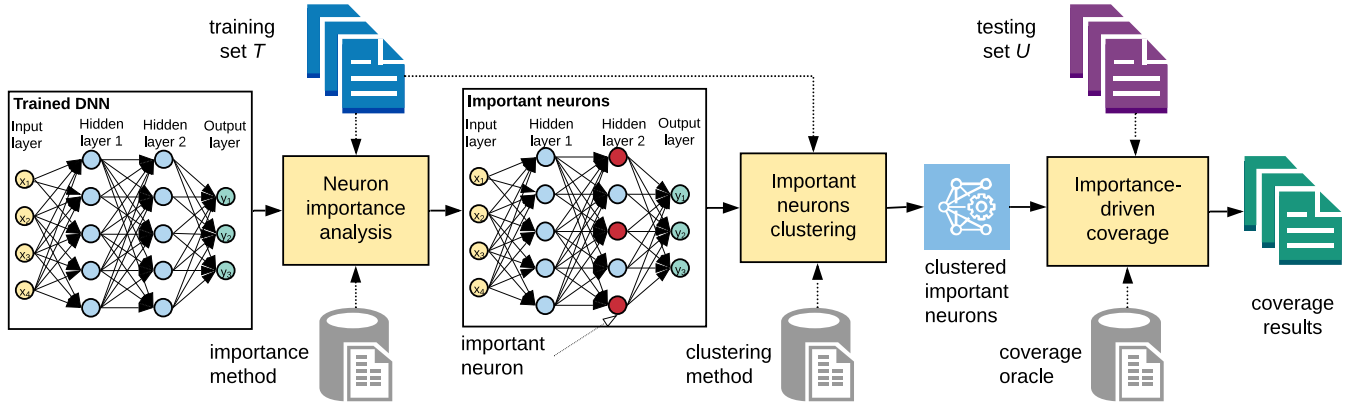 training
set T
testing
set U
Trained DNN
Input
layer
Hidden
layer 1
Hidden
layer 2
Output
layer
x1
x2
x3
x4
y1
y2
y3
Neuron
importance
analysis
importance
method
Important neurons
Input
layer
Hidden
layer 1
Hidden
layer 2
Output
layer
x1
x2
x3
x4
y1
y2
y3
important
neuron
Important
neurons
clustering
clustering
method
clustered
important
neurons
Importance-
driven
coverage
coverage
oracle
coverage
results